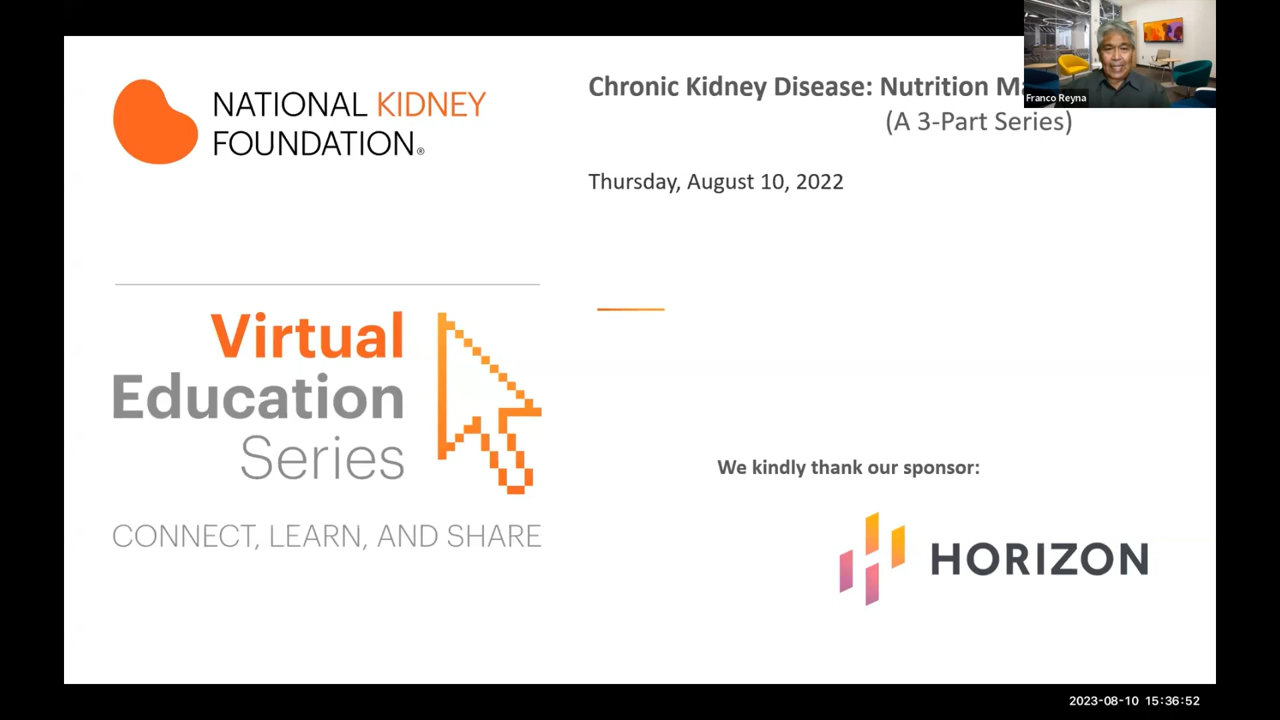 NATIONAL KIDNEY
FOUNDATION®
Chronic Kidney Disease: Nutrition
(A 3-Part Series)
Thursday, August 10, 2022
Franco Reyna
Virtual
Education
Series
CONNECT, LEARN, AND SHARE
We kindly thank our sponsor:
HORIZON
2023-08-10 15:36:52